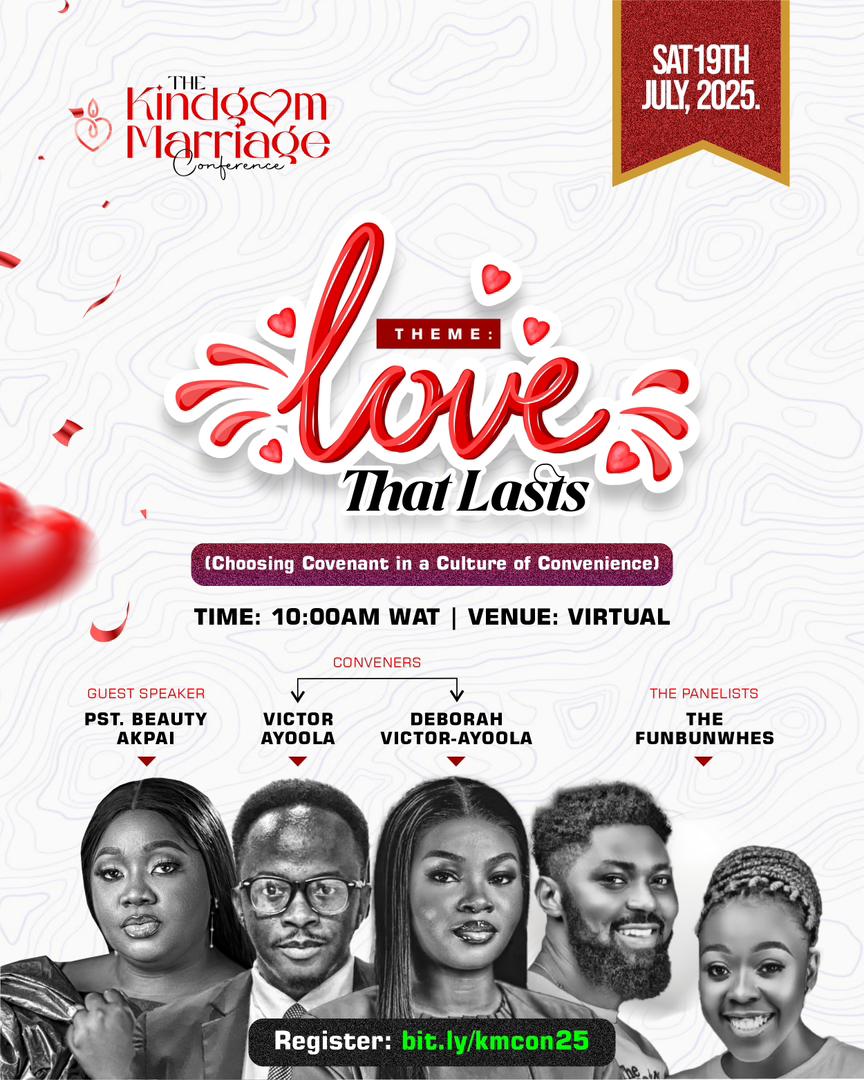 THE
Kindgom
Marriage
Conference
SAT 19TH
JULY, 2025.
THEME:
love
That Lasts
(Choosing Covenant in a Culture of Convenience)
TIME: 10:00AM WAT | VENUE: VIRTUAL
CONVENERS
GUEST SPEAKER
PST. BEAUTY
AKPAI
VICTOR
AYOOLA
DEBORAH
VICTOR-AYOOLA
THE PANELISTS
THE
FUNBUNWHES
The
Register: bit.ly/kmcon25